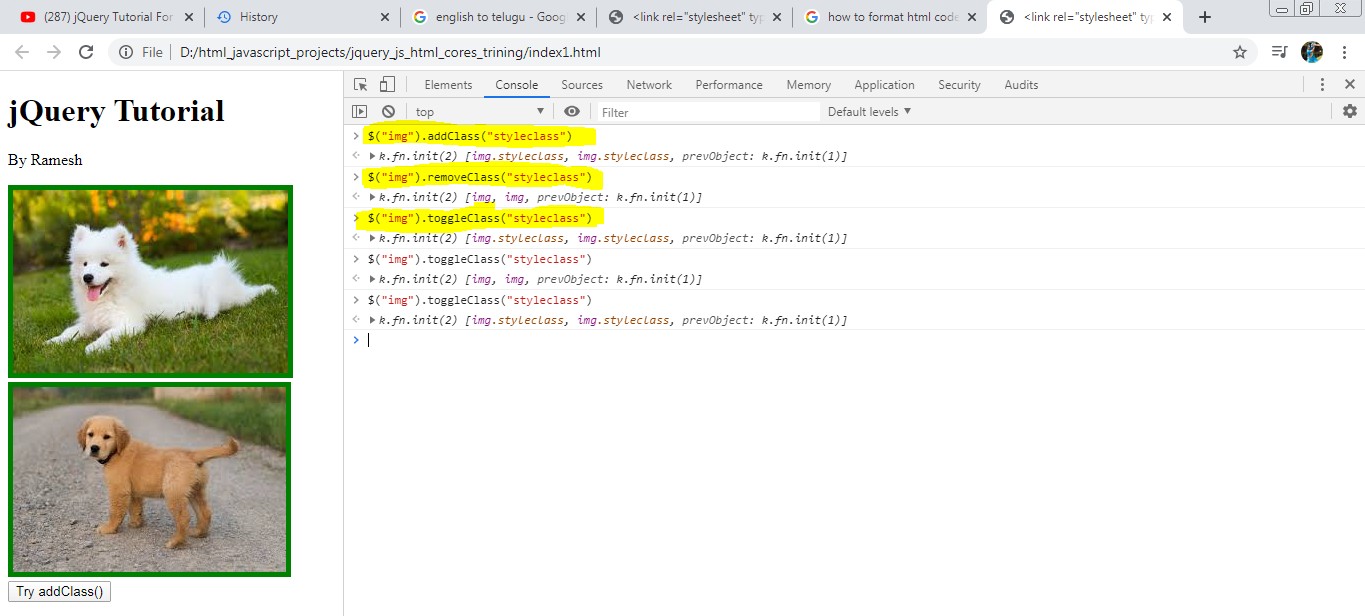 (287) jQuery Tutorial For
History
english to telugu - Goog
<link rel="stylesheet" typ
how to format html code
<link rel="stylesheet" typ
File D:/html_javascript_projects/jquery_js_html_cores_trining/index1.html
Elements Console Sources Network Performance Memory Application Security Audits
top Filter Default levels ▼
jQuery Tutorial
By Ramesh
Try addClass()
> $("img").addClass("styleclass")
k.fn.init(2) [img.styleclass, img.styleclass, prevObject: k.fn.init(1)]
> $("img").removeClass("styleclass")
k.fn.init(2) [img, img, prevObject: k.fn.init(1)]
> $("img").toggleClass("styleclass")
k.fn.init(2) [img.styleclass, img.styleclass, prevObject: k.fn.init(1)]
> $("img").toggleClass("styleclass")
k.fn.init(2) [img, img, prevObject: k.fn.init(1)]
> $("img").toggleClass("styleclass")
k.fn.init(2) [img.styleclass, img.styleclass, prevObject: k.fn.init(1)]
>